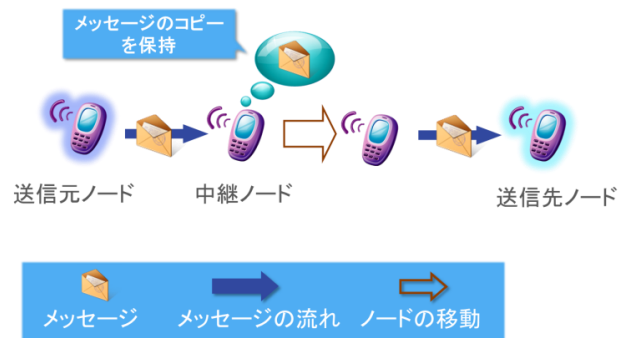 メッセージのコピー
を保持
送信元ノード
中継ノード
送信先ノード
メッセージ
メッセージの流れ
ノードの移動